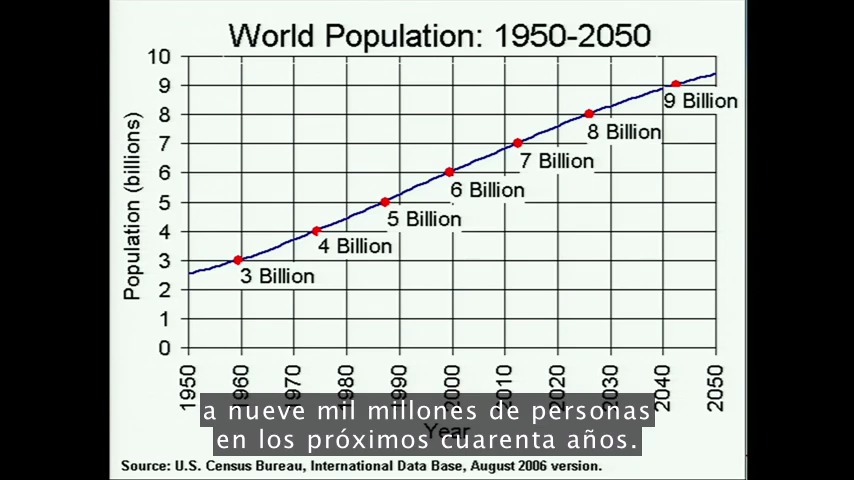 World Population: 1950-2050
Population (billions)
10
9
8
7
6
5
4
3
2
1
0
9 Billion
8 Billion
7 Billion
6 Billion
5 Billion
4 Billion
3 Billion
1950
1960
1970
1980
1990
2000
2010
2020
2030
2040
2050
Year
a nueve mil millones de personas
en los próximos cuarenta años.
Source: U.S. Census Bureau, International Data Base, August 2006 version.